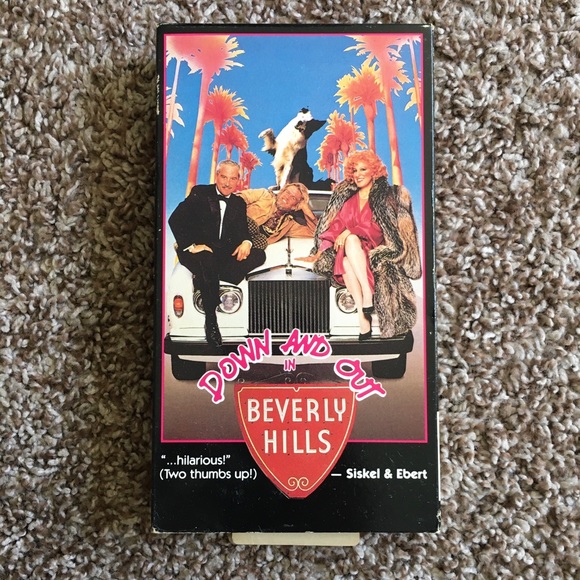 DOWN AND OUT
IN
BEVERLY
HILLS
"...hilarious!"
(Two thumbs up!) — Siskel & Ebert